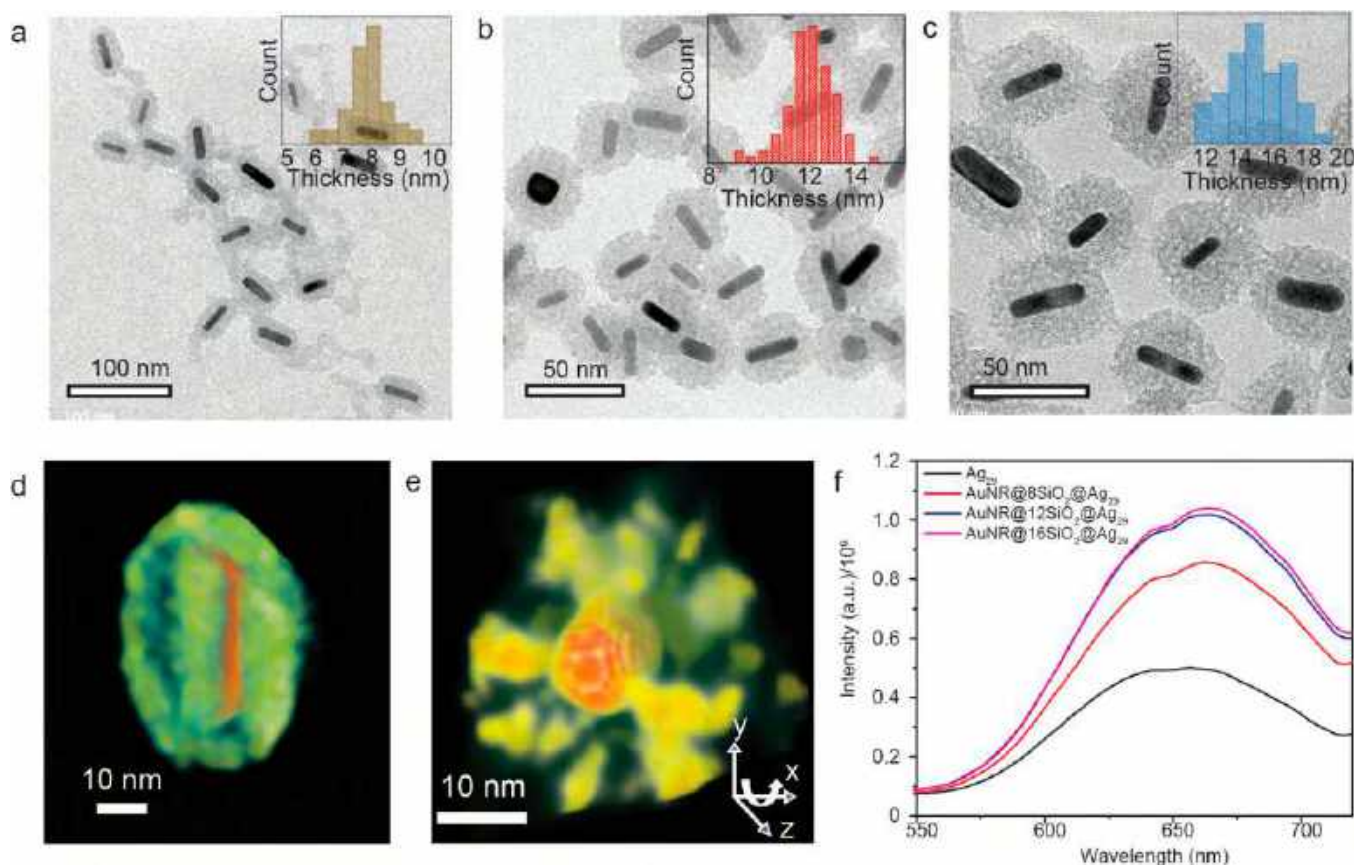 a
Count
5 6 7 8 9 10
Thickness (nm)
100 nm
b
Count
8 10 12 14
Thickness (nm)
50 nm
c
Count
12 14 16 18 20
Thickness (nm)
50 nm
d
10 nm
e
10 nm
y
x
z
f
Ag₂₉
AuNR@8SiO₂@Ag₂₉
AuNR@12SiO₂@Ag₂₉
AuNR@16SiO₂@Ag₂₉
Intensity (a.u.)/10⁶
1.2
1.0
0.8
0.6
0.4
0.2
0
550 600 650 700
Wavelength (nm)